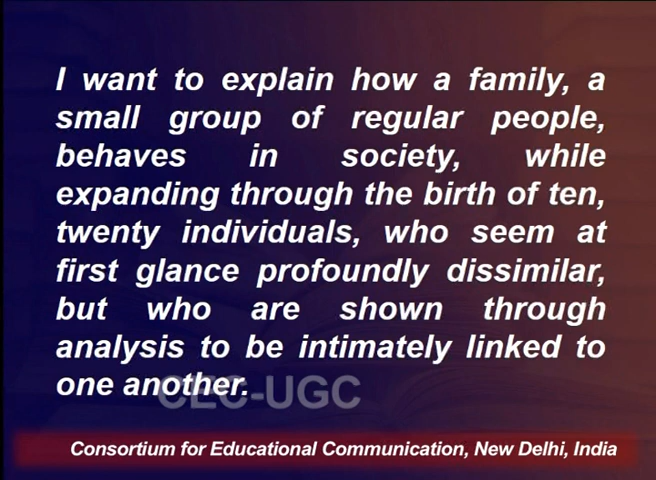 I want to explain how a family, a
small group of regular people,
behaves in society, while
expanding through the birth of ten,
twenty individuals, who seem at
first glance profoundly dissimilar,
but who are shown through
analysis to be intimately linked to
one another.
CEC-UGC
Consortium for Educational Communication, New Delhi, India